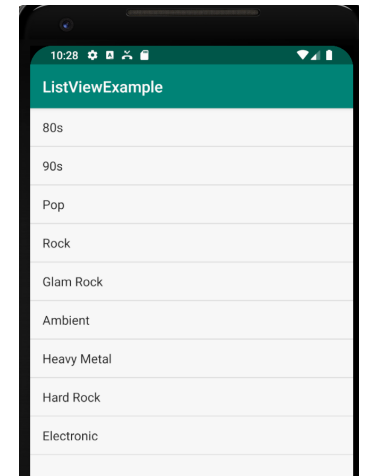 10:28
ListViewExample
80s
90s
Pop
Rock
Glam Rock
Ambient
Heavy Metal
Hard Rock
Electronic